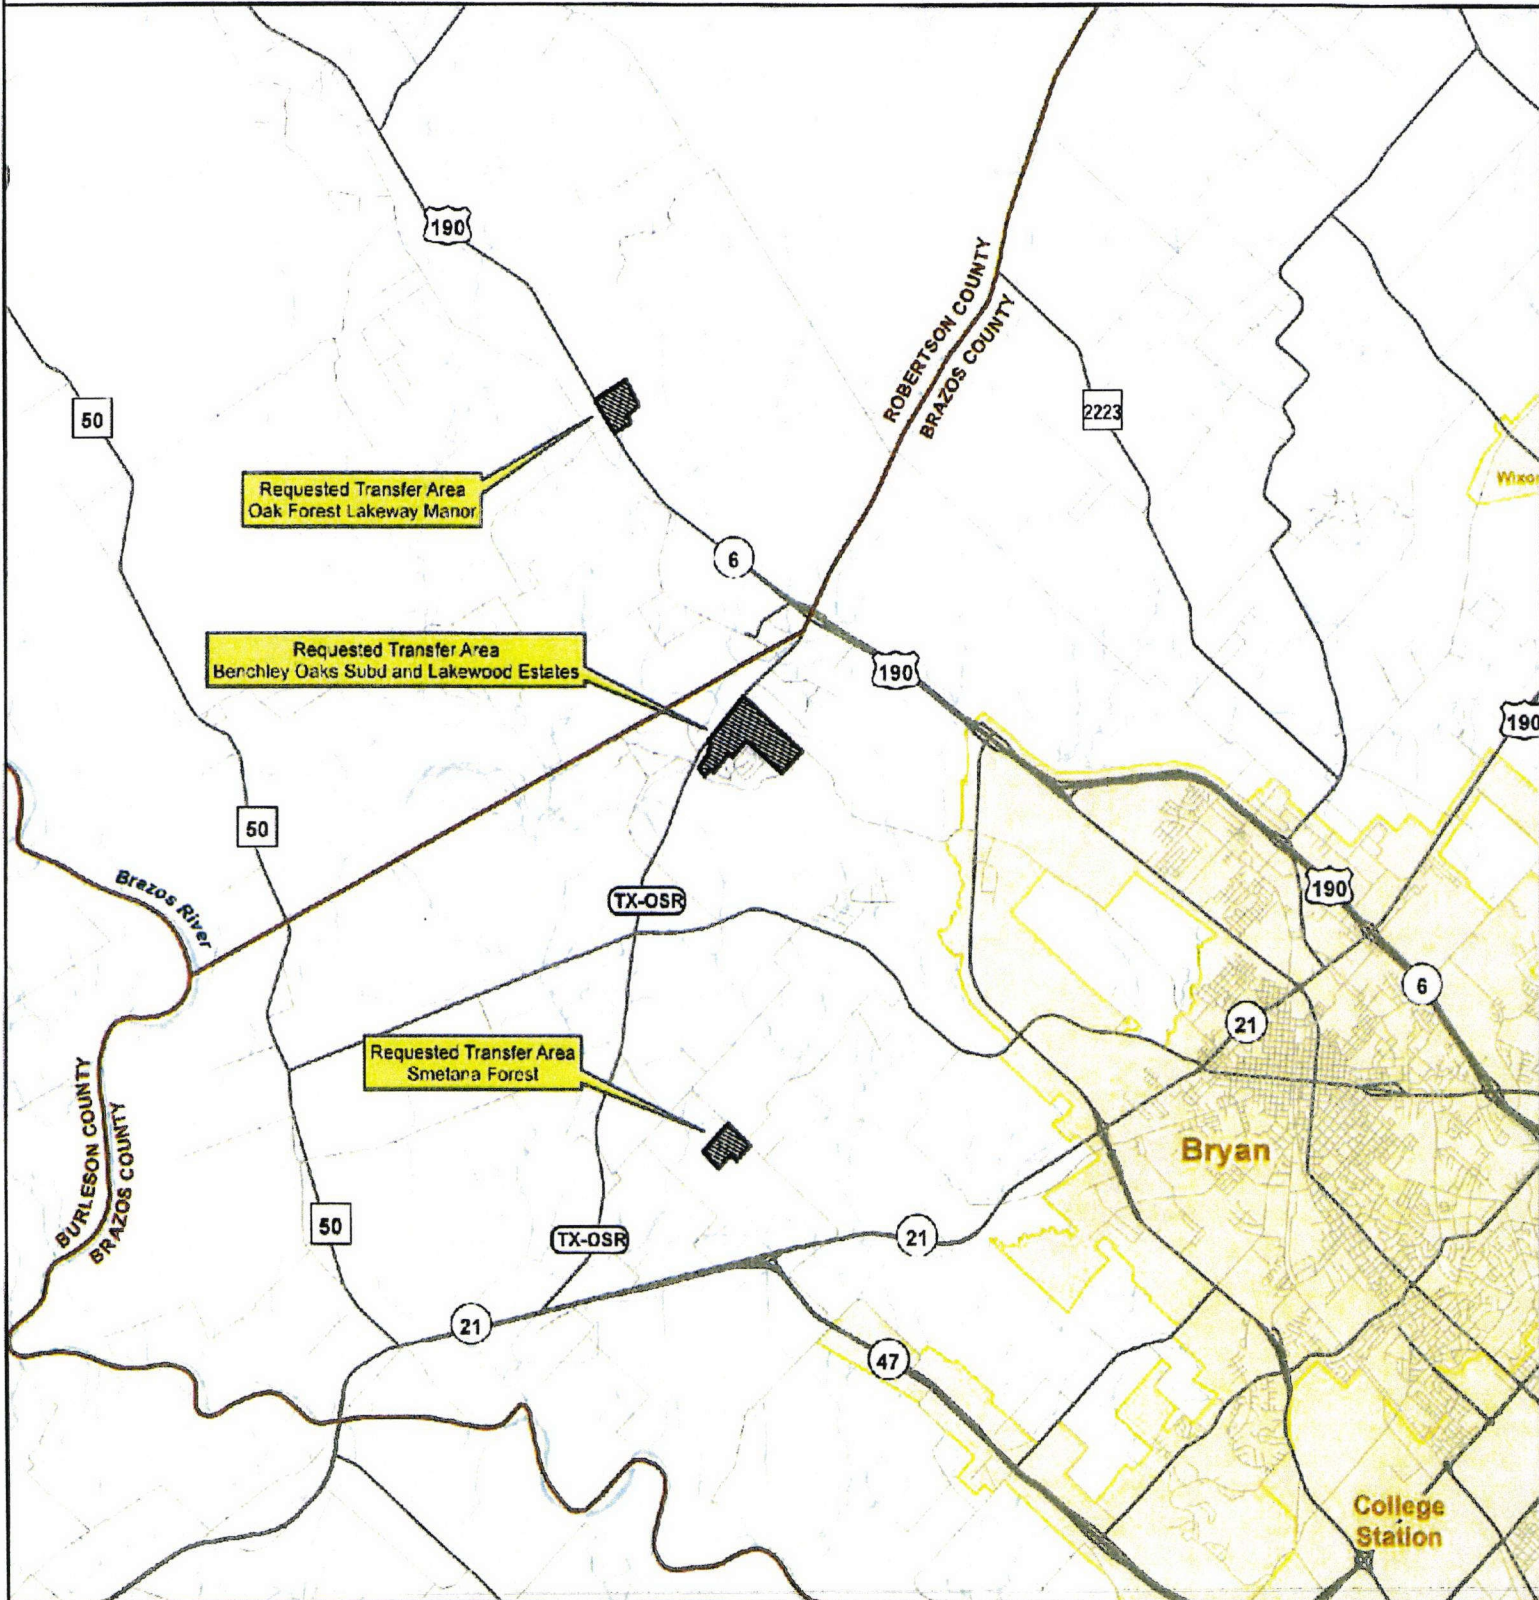 190
ROBERTSON COUNTY
BRAZOS COUNTY
50
2223
Requested Transfer Area
Oak Forest Lakeway Manor
6
Requested Transfer Area
Benchley Oaks Subd and Lakewood Estates
190
190
50
Brazos River
TX-OSR
190
6
21
Requested Transfer Area
Smetana Forest
BURLESON COUNTY
BRAZOS COUNTY
Bryan
50
TX-OSR
21
21
47
College
Station